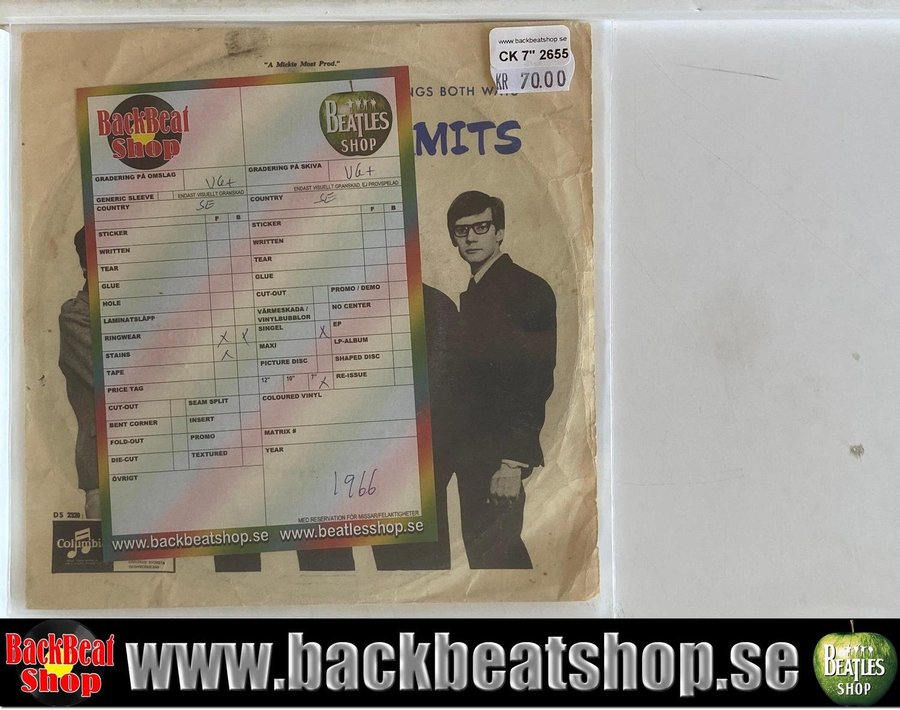 "A Mickie Most Prod."
www.backbeatshop.se
CK 7" 2655
KR 70.00
NGS BOTH WAYS
MITS
BackBeat
Shop
BEATLES
SHOP
GRADERING PÅ OMSLAG VG+
GENERIC SLEEVE ENDAST VISUELLT GRANSKAD
COUNTRY SE
F B
STICKER
WRITTEN
TEAR
GLUE
HOLE
LAMINATSLÄPP
RINGWEAR X X
STAINS X
TAPE
PRICE TAG
CUT-OUT SEAM SPLIT
BENT CORNER INSERT
FOLD-OUT PROMO
DIE-CUT TEXTURED
ÖVRIGT
GRADERING PÅ SKIVA VG+
ENDAST VISUELLT GRANSKAD, EJ PROVSPELAD
COUNTRY SE
F B
STICKER
WRITTEN
TEAR
GLUE
CUT-OUT PROMO / DEMO
VÄRMESKADA / VINYLBUBBLOR NO CENTER
SINGEL X EP
MAXI LP-ALBUM
PICTURE DISC SHAPED DISC
12" 10" 7" X RE-ISSUE
COLOURED VINYL
MATRIX #
YEAR
1966
MED RESERVATION FÖR MISSAR/FELAKTIGHETER
www.backbeatshop.se www.beatlesshop.se
DS 2320
Columbia
BackBeat
Shop
www.backbeatshop.se
BEATLES
SHOP